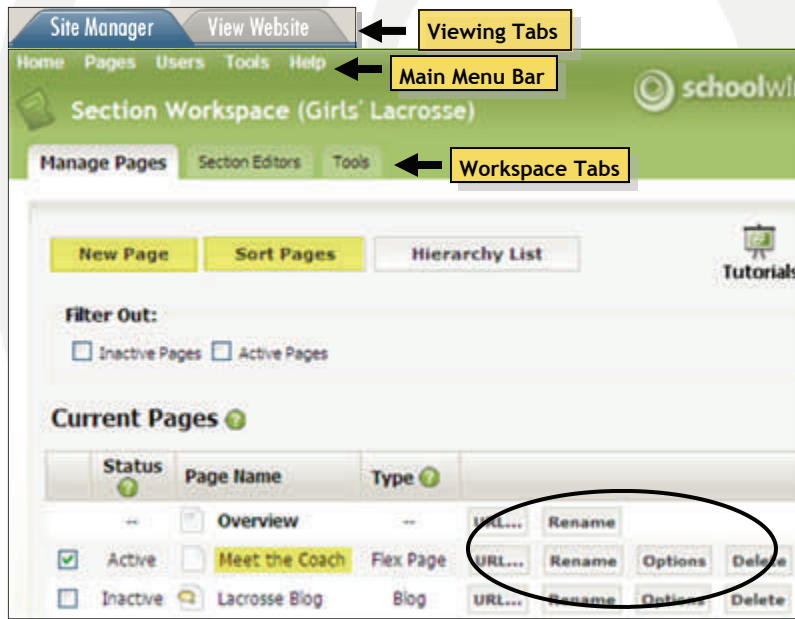 Site Manager View Website
Viewing Tabs
Home Pages Users Tools Help
Main Menu Bar
Section Workspace (Girls' Lacrosse)
schoolwi
Manage Pages Section Editors Tools
Workspace Tabs
New Page Sort Pages Hierarchy List
Tutorials
Filter Out:
Inactive Pages Active Pages
Current Pages
Status Page Name Type
-- Overview -- URL... Rename
Active Meet the Coach Flex Page URL... Rename Options Delete
Inactive Lacrosse Blog Blog URL... Rename Options Delete